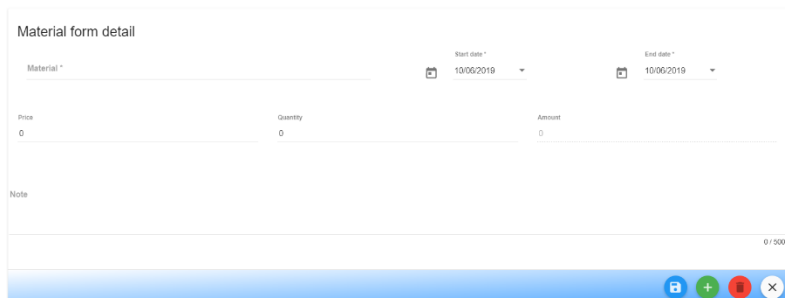 Material form detail
Start date *
End date *
Material *
10/06/2019
10/06/2019
Price
Quantity
Amount
0
0
0
Note
0 / 500